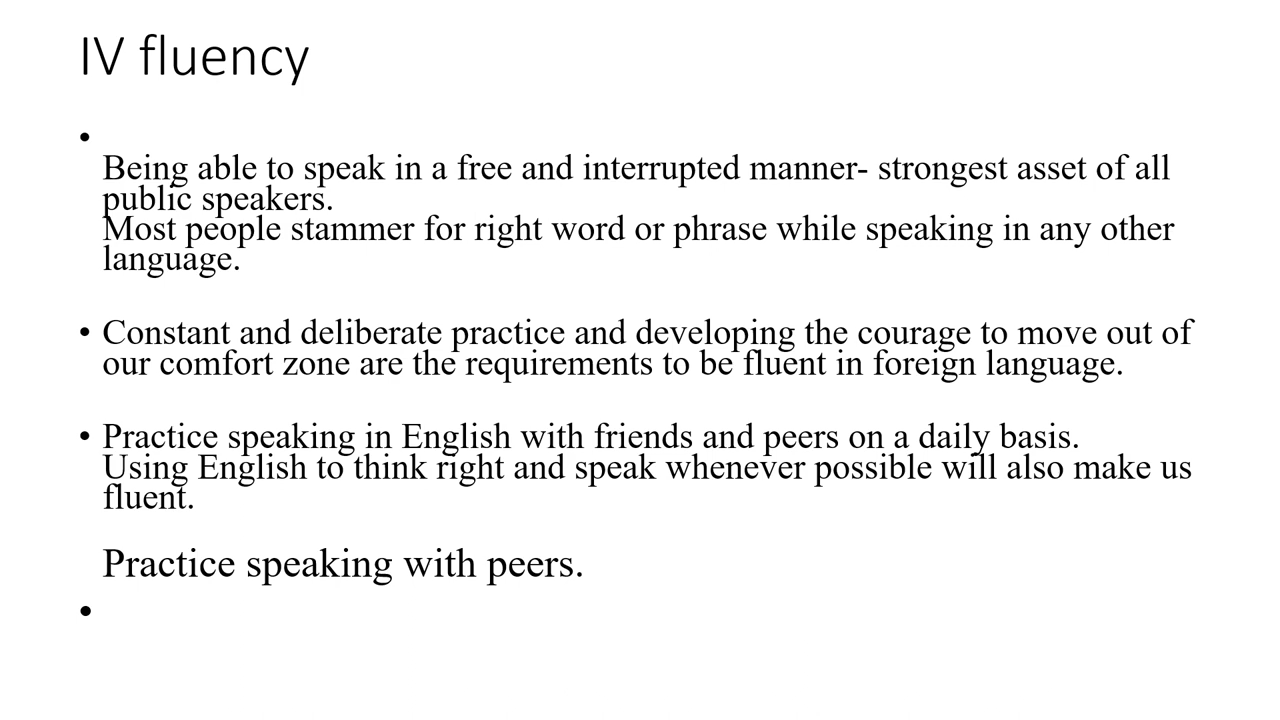 IV fluency
•
Being able to speak in a free and interrupted manner- strongest asset of all
public speakers.
Most people stammer for right word or phrase while speaking in any other
language.
• Constant and deliberate practice and developing the courage to move out of
our comfort zone are the requirements to be fluent in foreign language.
• Practice speaking in English with friends and peers on a daily basis.
Using English to think right and speak whenever possible will also make us
fluent.
Practice speaking with peers.
•